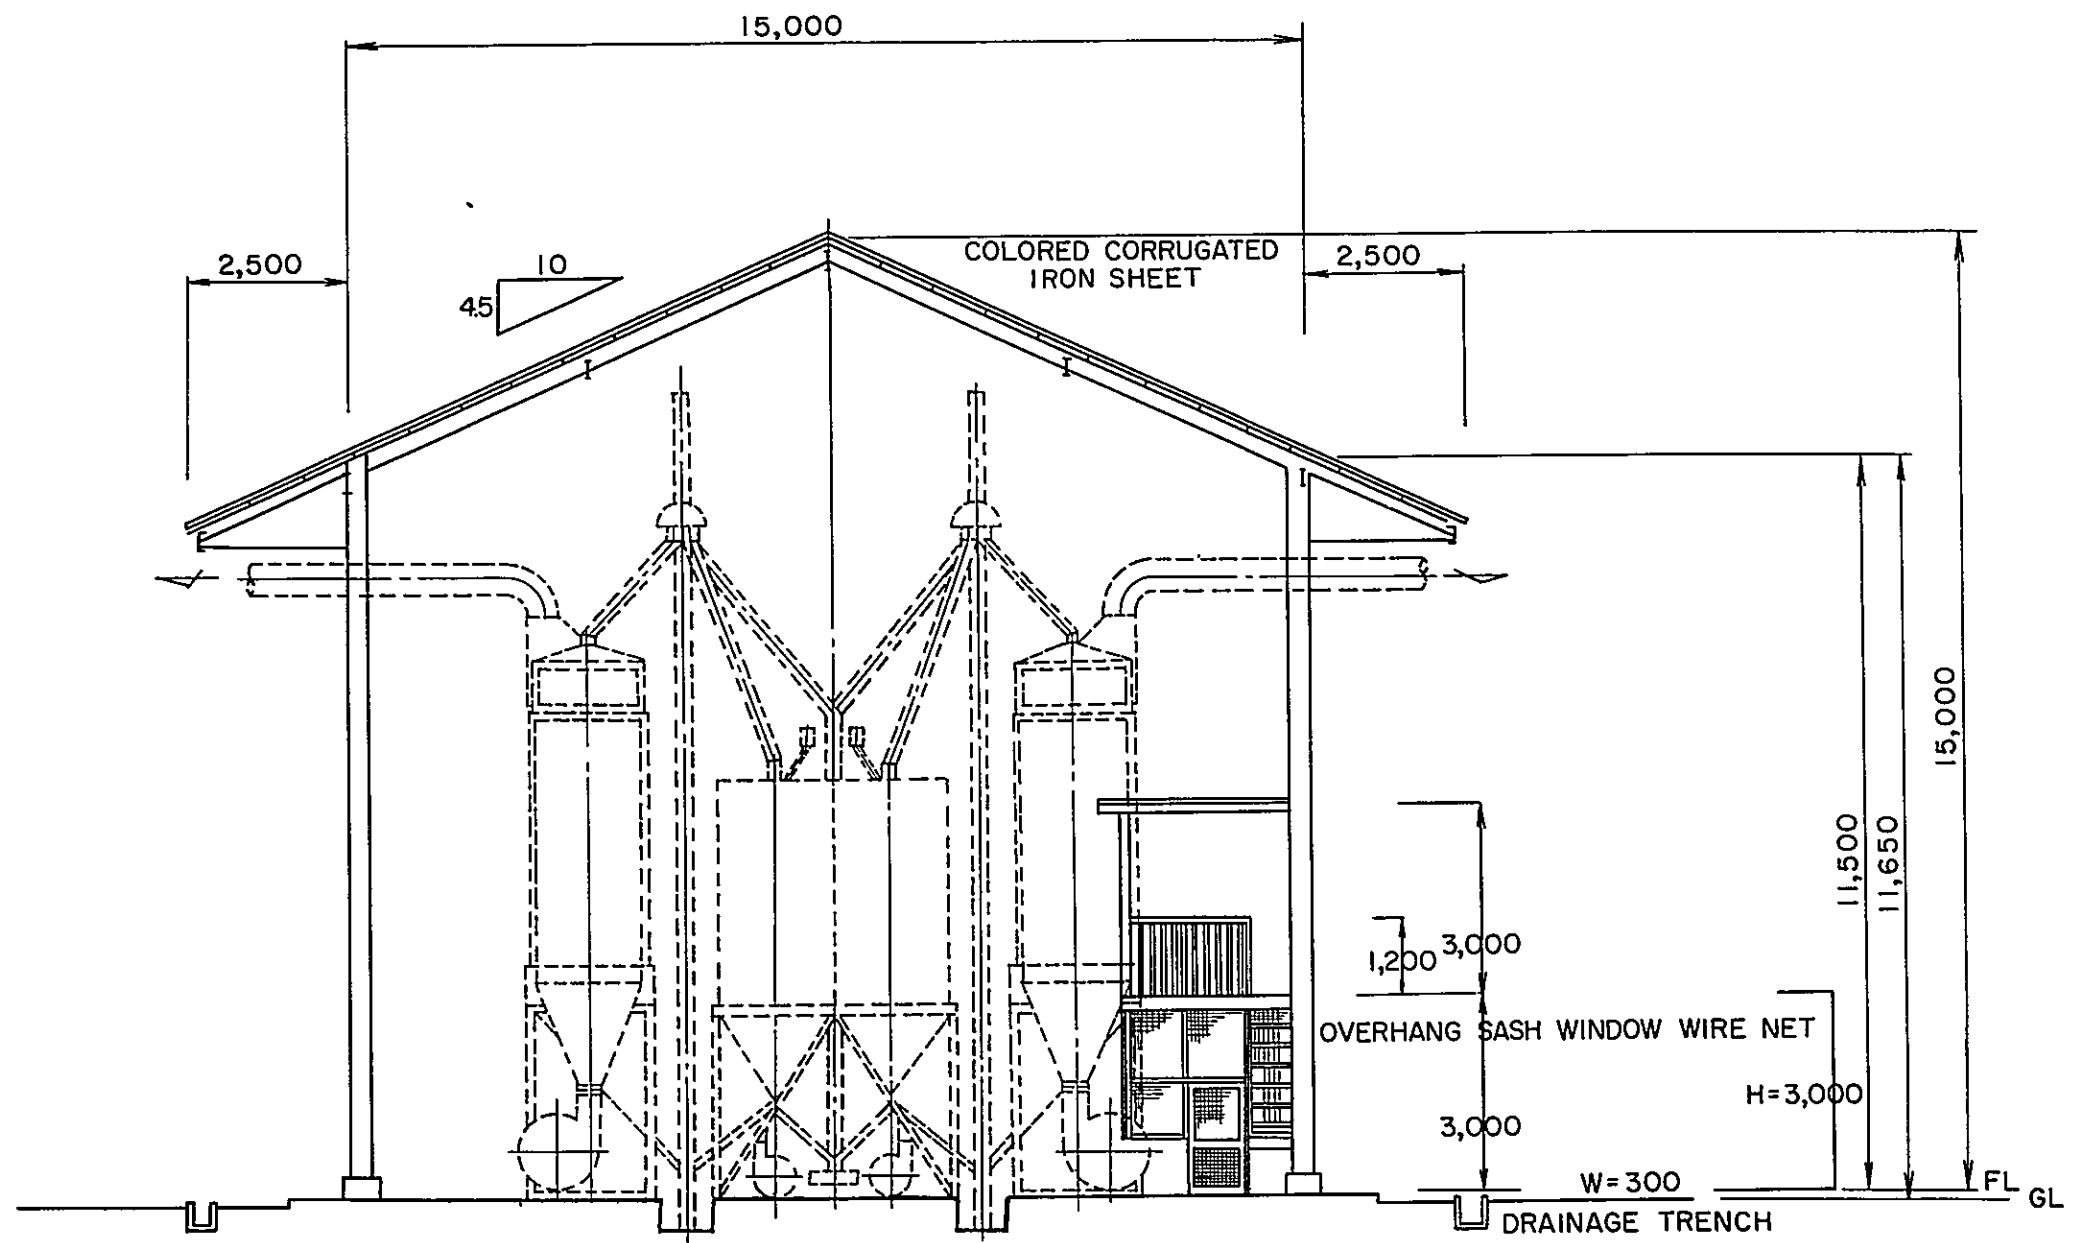 15,000
COLORED CORRUGATED
IRON SHEET
2,500
2,500
10
4.5
15,000
11,500
11,650
3,000
1,200
OVERHANG SASH WINDOW WIRE NET
H=3,000
3,000
W=300
FL
GL
DRAINAGE TRENCH